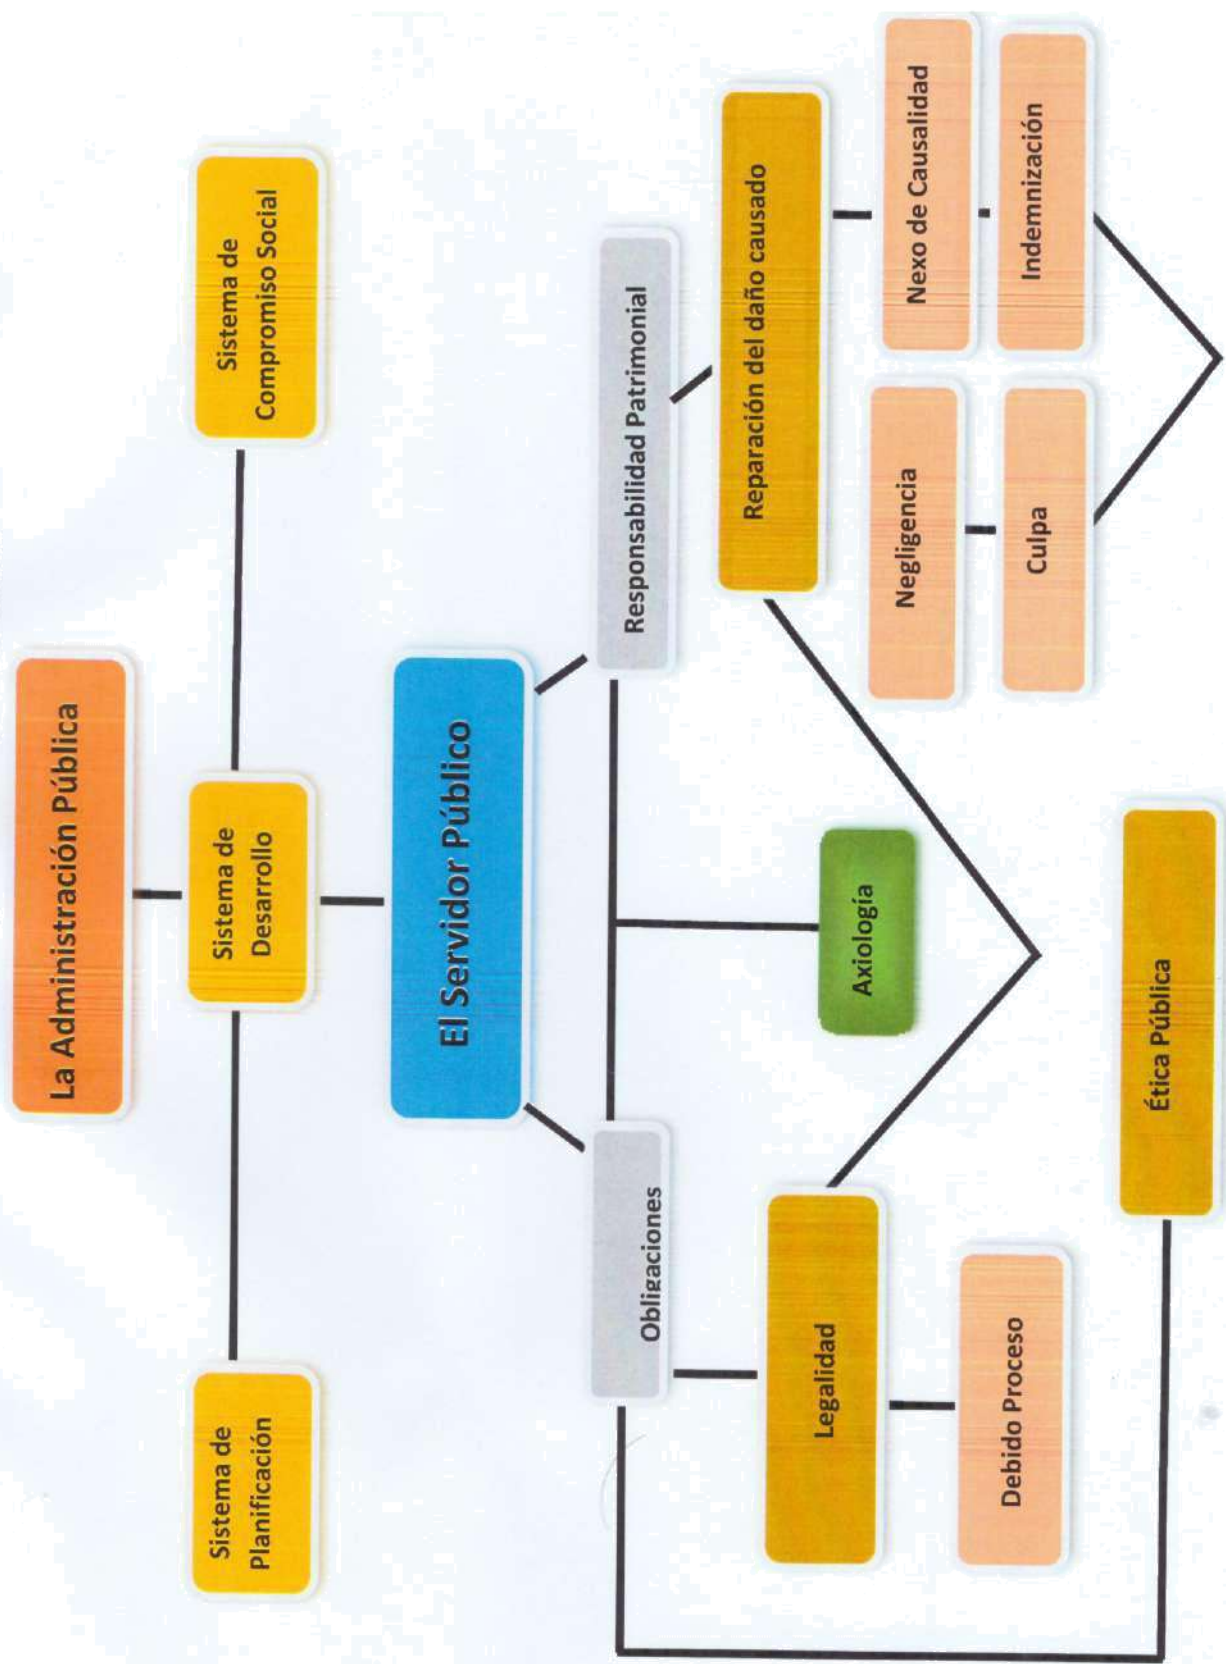 La Administración Pública
Sistema de
Planificación
Sistema de
Desarrollo
Sistema de
Compromiso Social
El Servidor Público
Obligaciones
Responsabilidad Patrimonial
Legalidad
Axiología
Reparación del daño causado
Debido Proceso
Negligencia
Nexo de Causalidad
Culpa
Indemnización
Ética Pública